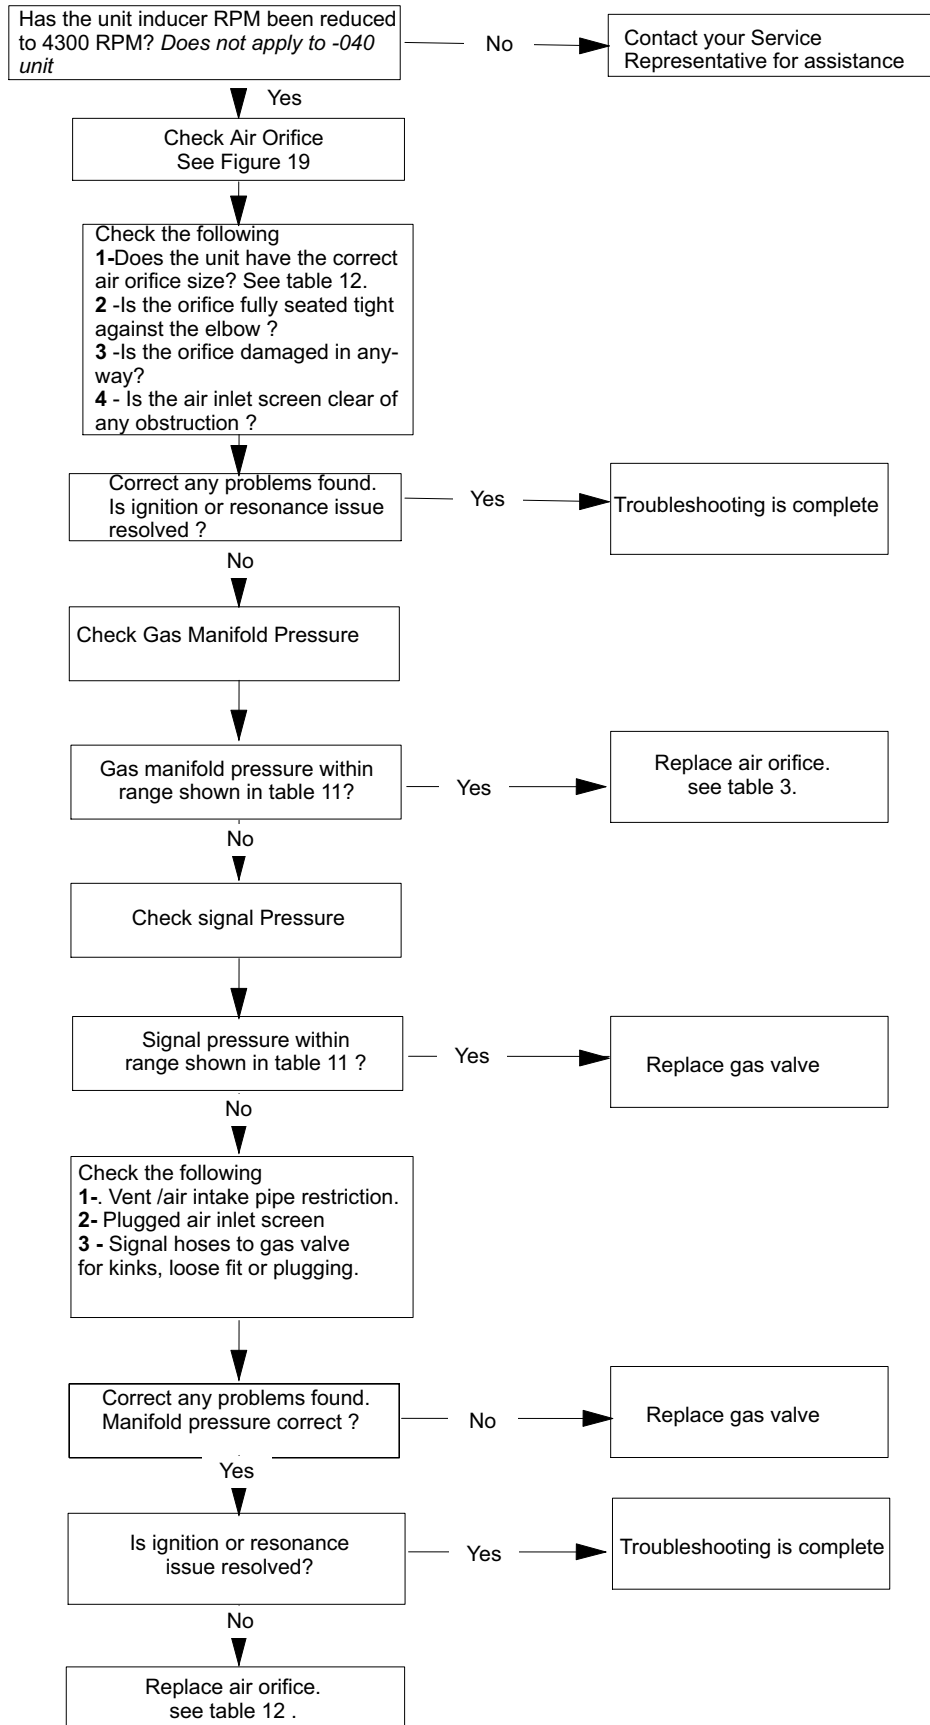 Has the unit inducer RPM been reduced
to 4300 RPM? Does not apply to -040
unit
No
Contact your Service
Representative for assistance
Yes
Check Air Orifice
See Figure 19
Check the following
1-Does the unit have the correct
air orifice size? See table 12.
2 -Is the orifice fully seated tight
against the elbow ?
3 -Is the orifice damaged in any-
way?
4 - Is the air inlet screen clear of
any obstruction ?
Correct any problems found.
Is ignition or resonance issue
resolved ?
Yes
Troubleshooting is complete
No
Check Gas Manifold Pressure
Gas manifold pressure within
range shown in table 11?
Yes
Replace air orifice.
see table 3.
No
Check signal Pressure
Signal pressure within
range shown in table 11 ?
Yes
Replace gas valve
No
Check the following
1-. Vent /air intake pipe restriction.
2- Plugged air inlet screen
3 - Signal hoses to gas valve
for kinks, loose fit or plugging.
Correct any problems found.
Manifold pressure correct ?
No
Replace gas valve
Yes
Is ignition or resonance
issue resolved?
Yes
Troubleshooting is complete
No
Replace air orifice.
see table 12 .